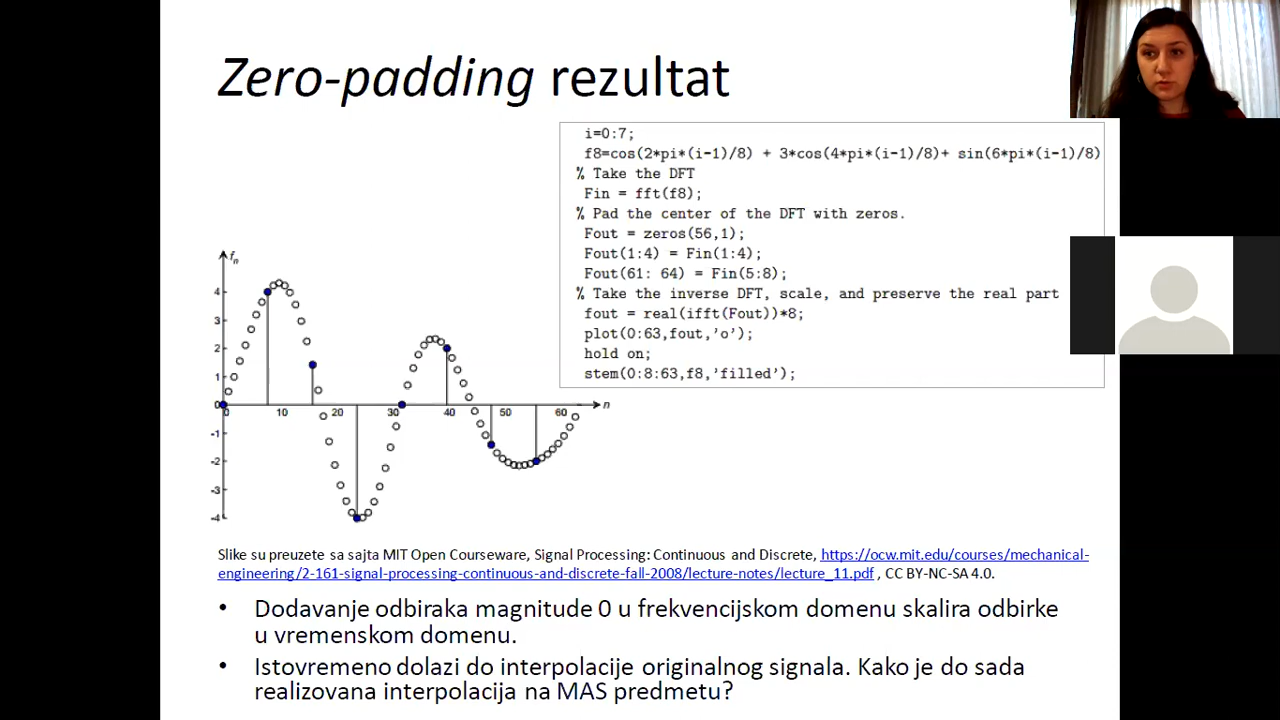 Zero-padding rezultat
i=0:7;
f8=cos(2*pi*(i-1)/8) + 3*cos(4*pi*(i-1)/8)+ sin(6*pi*(i-1)/8)
% Take the DFT
Fin = fft(f8);
% Pad the center of the DFT with zeros.
Fout = zeros(56,1);
Fout(1:4) = Fin(1:4);
Fout(61: 64) = Fin(5:8);
% Take the inverse DFT, scale, and preserve the real part
fout = real(ifft(Fout))*8;
plot(0:63,fout,'o');
hold on;
stem(0:8:63,f8,'filled');
fn
4
3
2
1
0
0 10 20 30 40 50 60 n
-1
-2
-3
-4
Slike su preuzete sa sajta MIT Open Courseware, Signal Processing: Continuous and Discrete, https://ocw.mit.edu/courses/mechanical-
engineering/2-161-signal-processing-continuous-and-discrete-fall-2008/lecture-notes/lecture_11.pdf , CC BY-NC-SA 4.0.
• Dodavanje odbiraka magnitude 0 u frekvencijskom domenu skalira odbirke
u vremenskom domenu.
• Istovremeno dolazi do interpolacije originalnog signala. Kako je do sada
realizovana interpolacija na MAS predmetu?